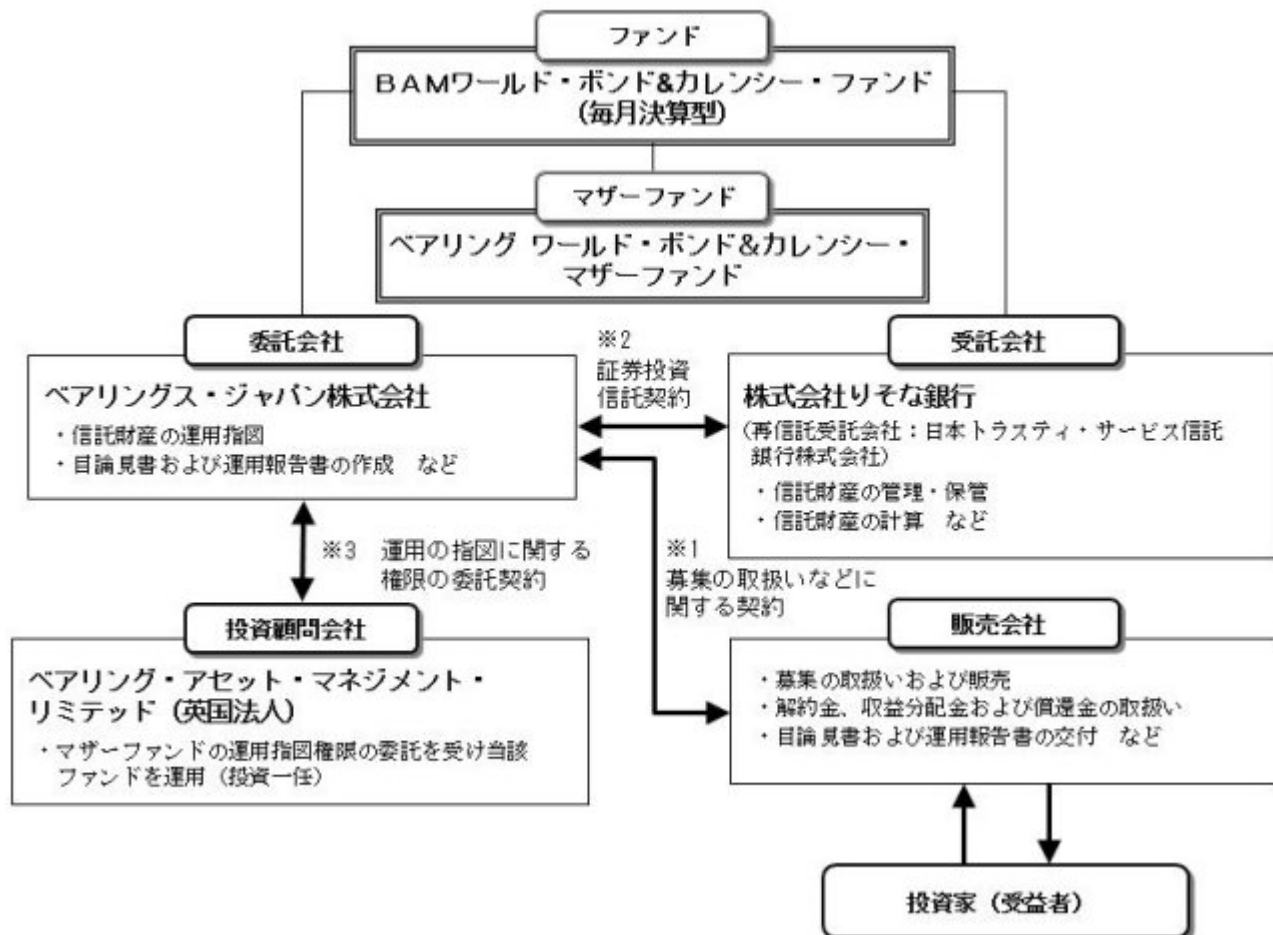 ファンド
BAMワールド・ボンド&カレンシー・ファンド
(毎月決算型)
マザーファンド
ベアリング ワールド・ボンド&カレンシー・
マザーファンド
委託会社
ベアリングス・ジャパン株式会社
・信託財産の運用指図
・目論見書および運用報告書の作成 など
※2
証券投資
信託契約
受託会社
株式会社りそな銀行
(再信託受託会社:日本トラスティ・サービス信託
銀行株式会社)
・信託財産の管理・保管
・信託財産の計算 など
※3 運用の指図に関する
権限の委託契約
※1
募集の取扱いなどに
関する契約
投資顧問会社
ベアリング・アセット・マネジメント・
リミテッド(英国法人)
・マザーファンドの運用指図権限の委託を受け当該
ファンドを運用(投資一任)
販売会社
・募集の取扱いおよび販売
・解約金、収益分配金および償還金の取扱い
・目論見書および運用報告書の交付 など
投資家(受益者)